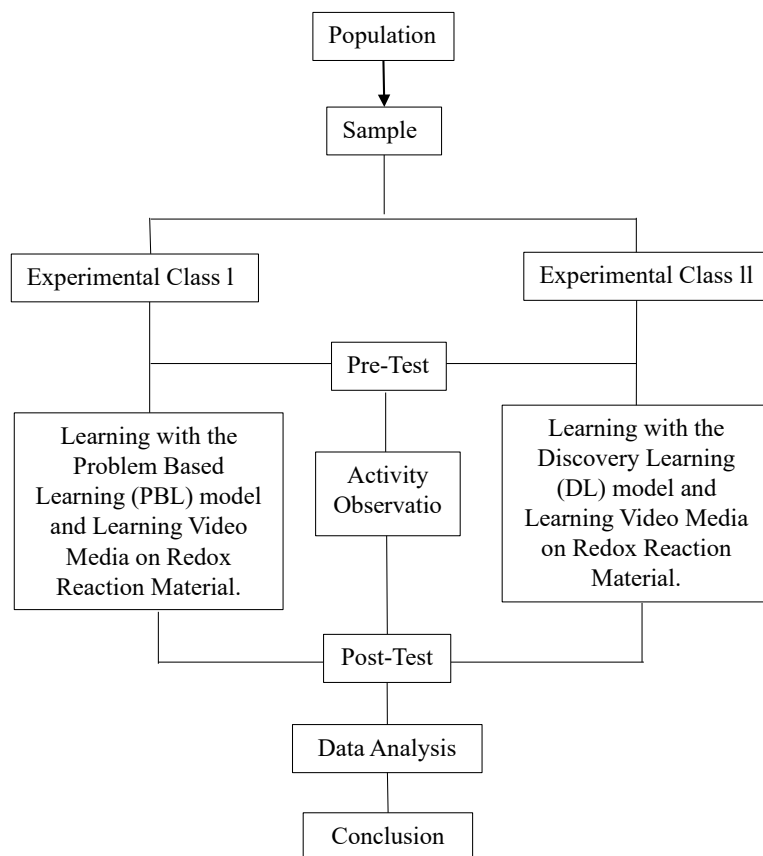 Population
Sample
Experimental Class l
Experimental Class ll
Pre-Test
Learning with the
Problem Based
Learning (PBL) model
and Learning Video
Media on Redox
Reaction Material.
Activity
Observatio
Learning with the
Discovery Learning
(DL) model and
Learning Video Media
on Redox Reaction
Material.
Post-Test
Data Analysis
Conclusion